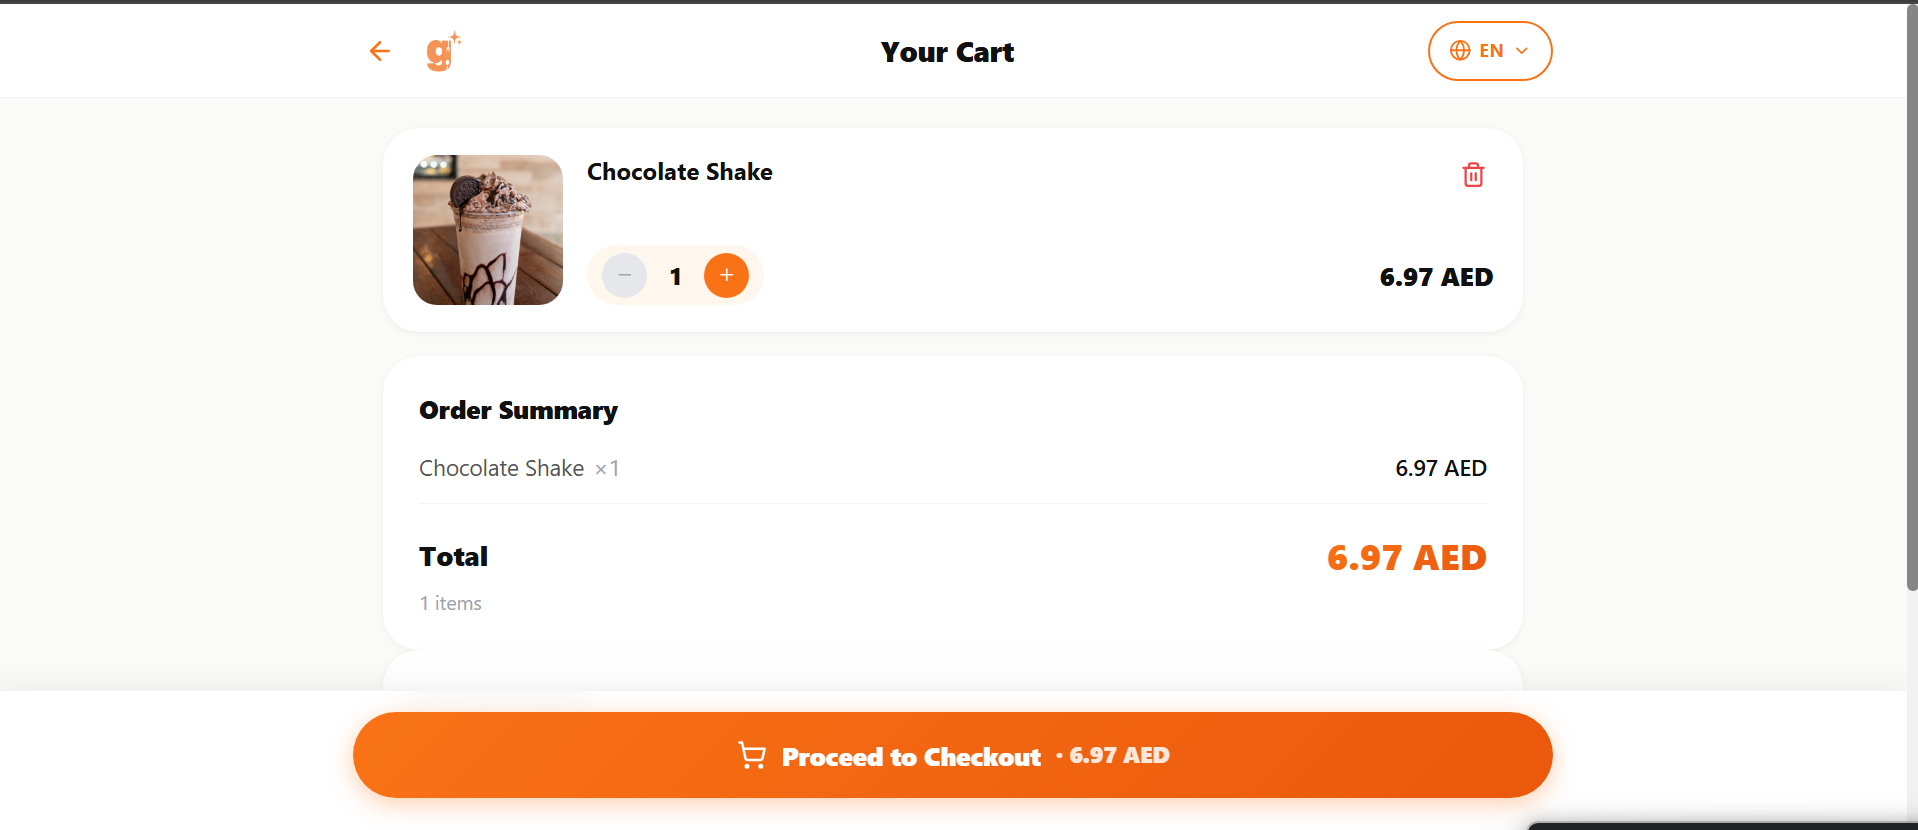 g
Your Cart
EN
Chocolate Shake
− 1 +
6.97 AED
Order Summary
Chocolate Shake ×1
6.97 AED
Total
6.97 AED
1 items
Proceed to Checkout · 6.97 AED